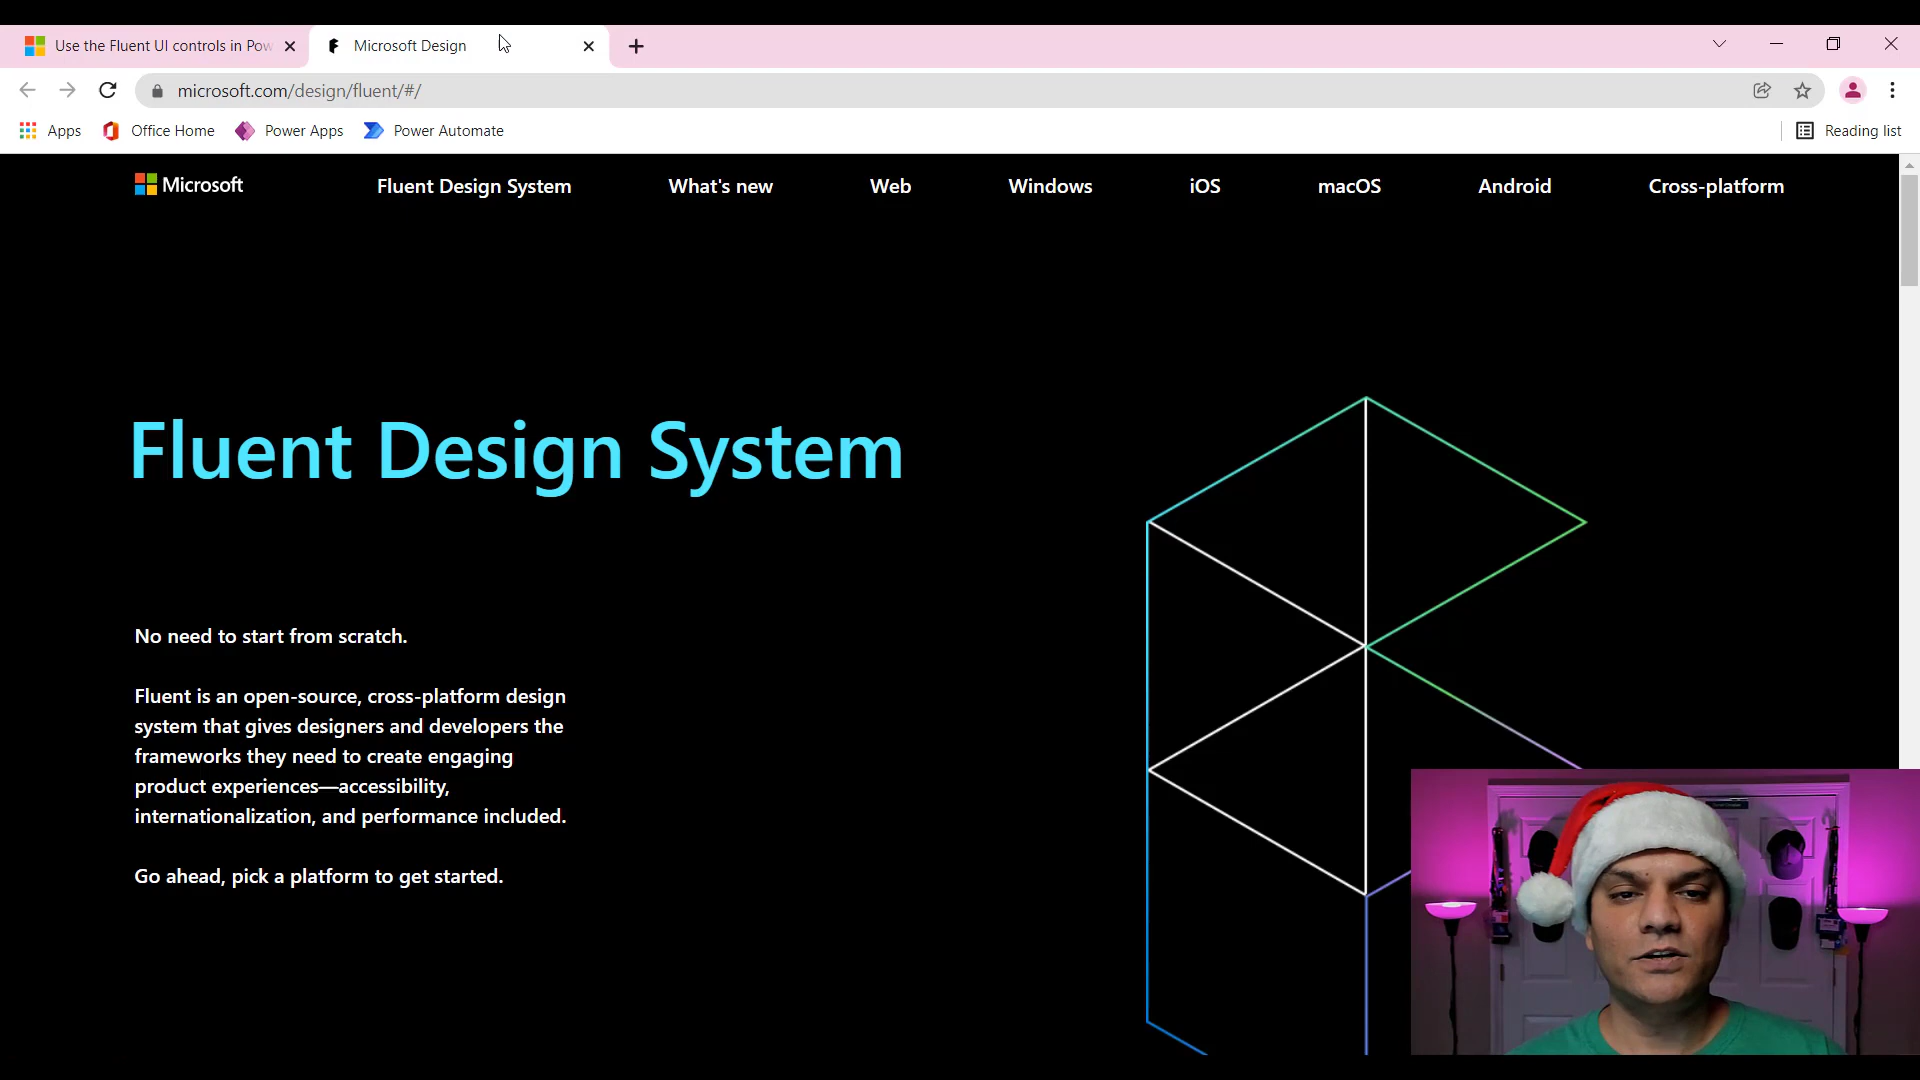 Use the Fluent UI controls in Pow
Microsoft Design
microsoft.com/design/fluent/#/
Apps
Office Home
Power Apps
Power Automate
Reading list
Microsoft
Fluent Design System
What's new
Web
Windows
iOS
macOS
Android
Cross-platform
Fluent Design System
No need to start from scratch.
Fluent is an open-source, cross-platform design
system that gives designers and developers the
frameworks they need to create engaging
product experiences—accessibility,
internationalization, and performance included.
Go ahead, pick a platform to get started.